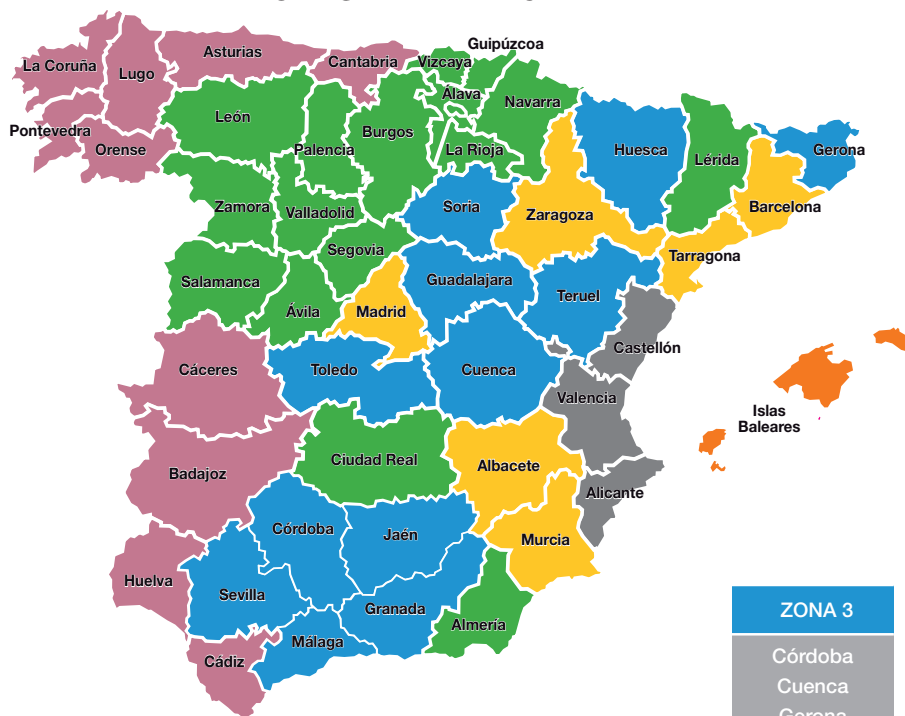 Guipúzcoa
Asturias
Cantabria
Vizcaya
La Coruña
Lugo
Álava
Navarra
León
Burgos
Pontevedra
Orense
Palencia
La Rioja
Huesca
Lérida
Gerona
Zamora
Valladolid
Soria
Zaragoza
Barcelona
Segovia
Tarragona
Salamanca
Guadalajara
Teruel
Ávila
Madrid
Castellón
Cáceres
Toledo
Cuenca
Valencia
Islas
Baleares
Ciudad Real
Albacete
Badajoz
Alicante
Córdoba
Jaén
Murcia
Huelva
Sevilla
Granada
Almería
Málaga
Cádiz
ZONA 3
Córdoba
Cuenca
Gerona